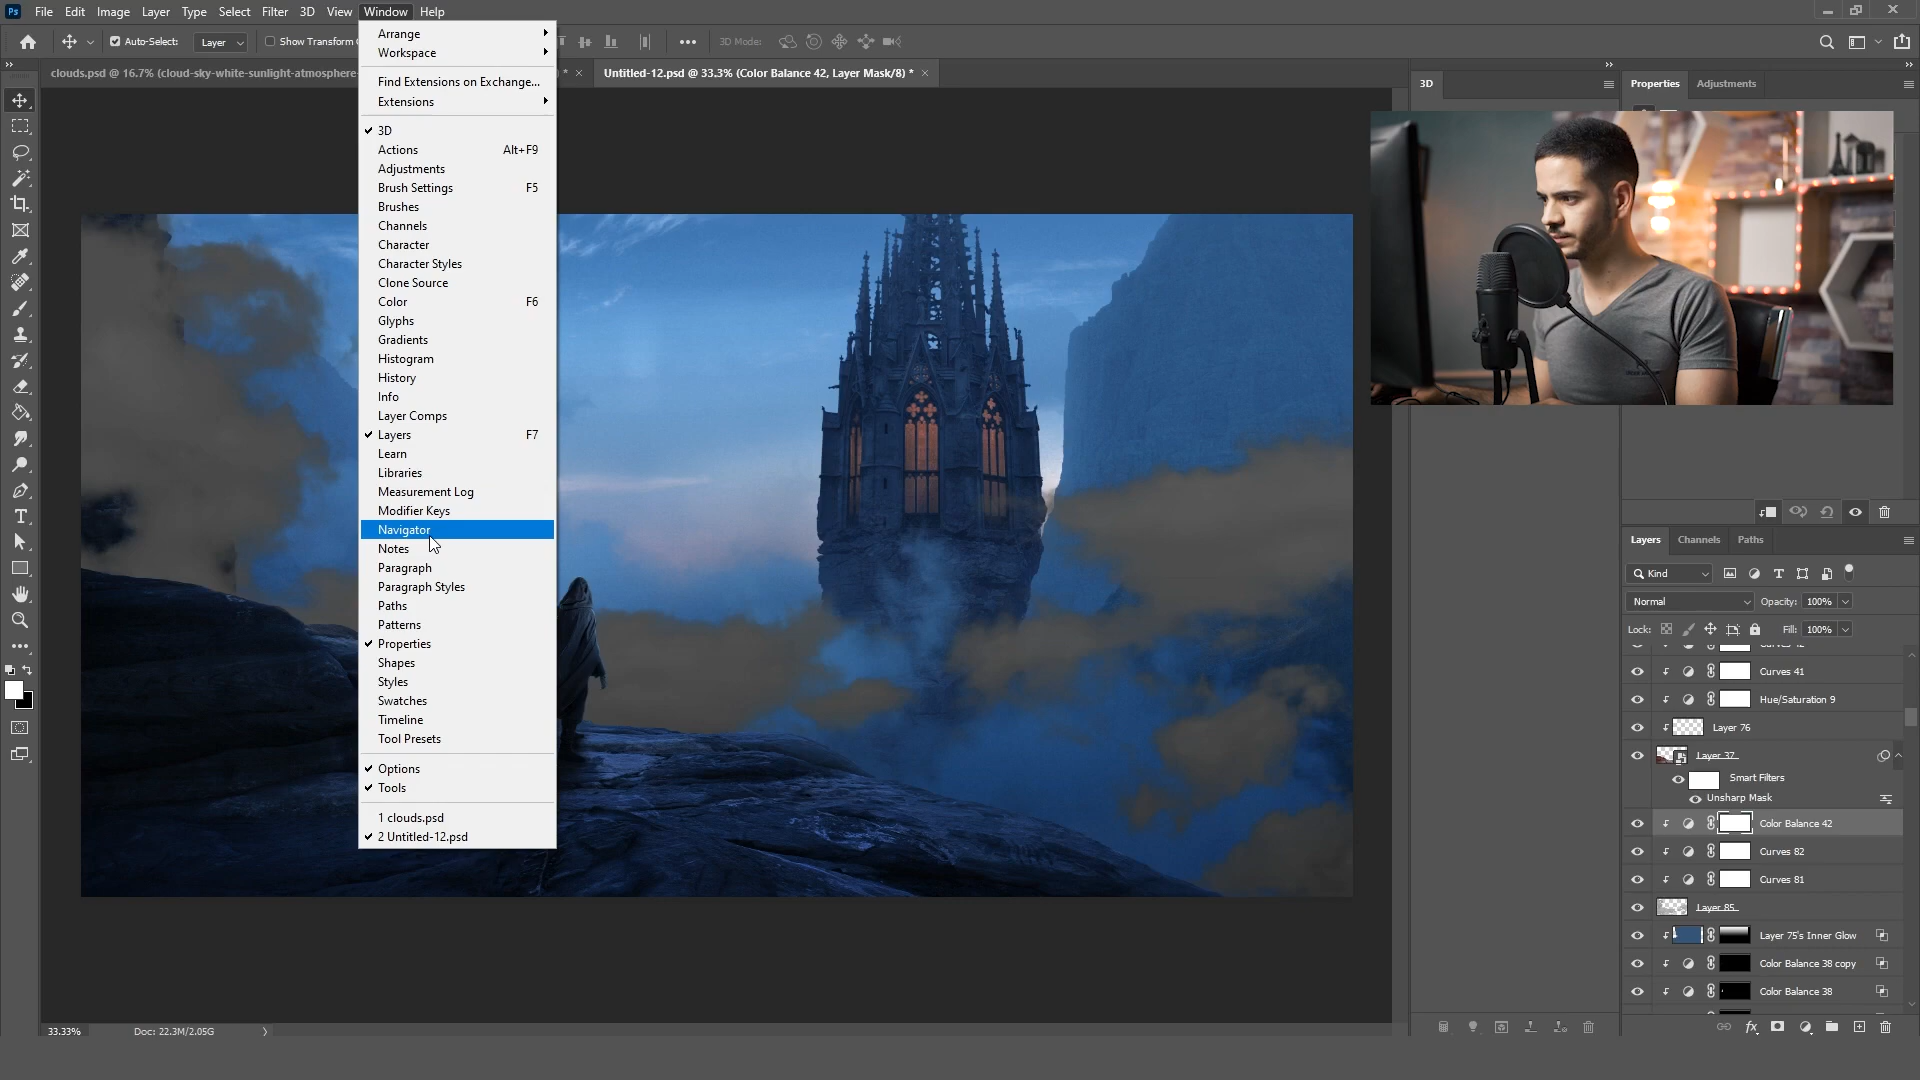 Ps File Edit Image Layer Type Select Filter 3D View Window Help
Auto-Select: Layer Show Transform 3D Mode:
clouds.psd @ 16.7% (cloud-sky-white-sunlight-atmosphere- * × Untitled-12.psd @ 33.3% (Color Balance 42, Layer Mask/8) * ×
Arrange
Workspace
Find Extensions on Exchange...
Extensions
3D
Actions Alt+F9
Adjustments
Brush Settings F5
Brushes
Channels
Character
Character Styles
Clone Source
Color F6
Glyphs
Gradients
Histogram
History
Info
Layer Comps
Layers F7
Learn
Libraries
Measurement Log
Modifier Keys
Navigator
Notes
Paragraph
Paragraph Styles
Paths
Patterns
Properties
Shapes
Styles
Swatches
Timeline
Tool Presets
Options
Tools
1 clouds.psd
2 Untitled-12.psd
33.33% Doc: 22.3M/2.05G
3D
Properties Adjustments
Layers Channels Paths
Kind
Normal Opacity: 100%
Lock: Fill: 100%
Curves 41
Hue/Saturation 9
Layer 76
Layer 37
Smart Filters
Unsharp Mask
Color Balance 42
Curves 82
Curves 81
Layer 85
Layer 75's Inner Glow
Color Balance 38 copy
Color Balance 38
fx